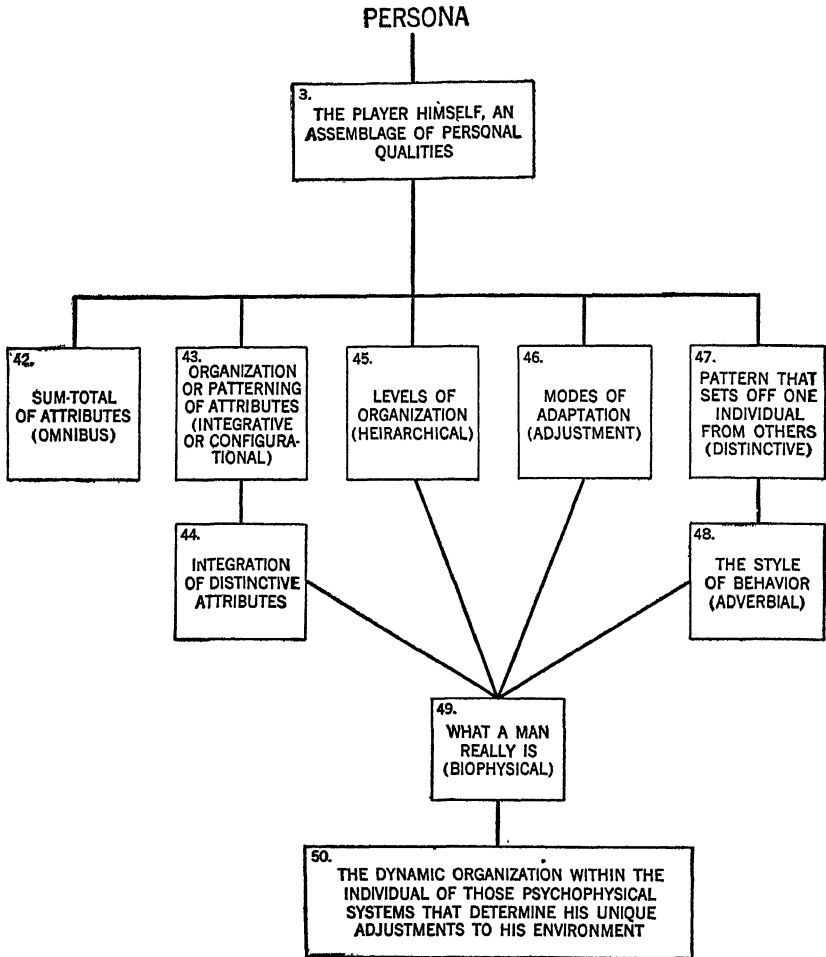 PERSONA
3.
THE PLAYER HIMSELF, AN
ASSEMBLAGE OF PERSONAL
QUALITIES
42.
SUM-TOTAL
OF ATTRIBUTES
(OMNIBUS)
43.
ORGANIZATION
OR PATTERNING
OF ATTRIBUTES
(INTEGRATIVE
OR CONFIGURA-
TIONAL)
45.
LEVELS OF
ORGANIZATION
(HEIRARCHICAL)
46.
MODES OF
ADAPTATION
(ADJUSTMENT)
47.
PATTERN THAT
SETS OFF ONE
INDIVIDUAL
FROM OTHERS
(DISTINCTIVE)
44.
INTEGRATION
OF DISTINCTIVE
ATTRIBUTES
48.
THE STYLE
OF BEHAVIOR
(ADVERBIAL)
49.
WHAT A MAN
REALLY IS
(BIOPHYSICAL)
50.
THE DYNAMIC ORGANIZATION WITHIN THE
INDIVIDUAL OF THOSE PSYCHOPHYSICAL
SYSTEMS THAT DETERMINE HIS UNIQUE
ADJUSTMENTS TO HIS ENVIRONMENT